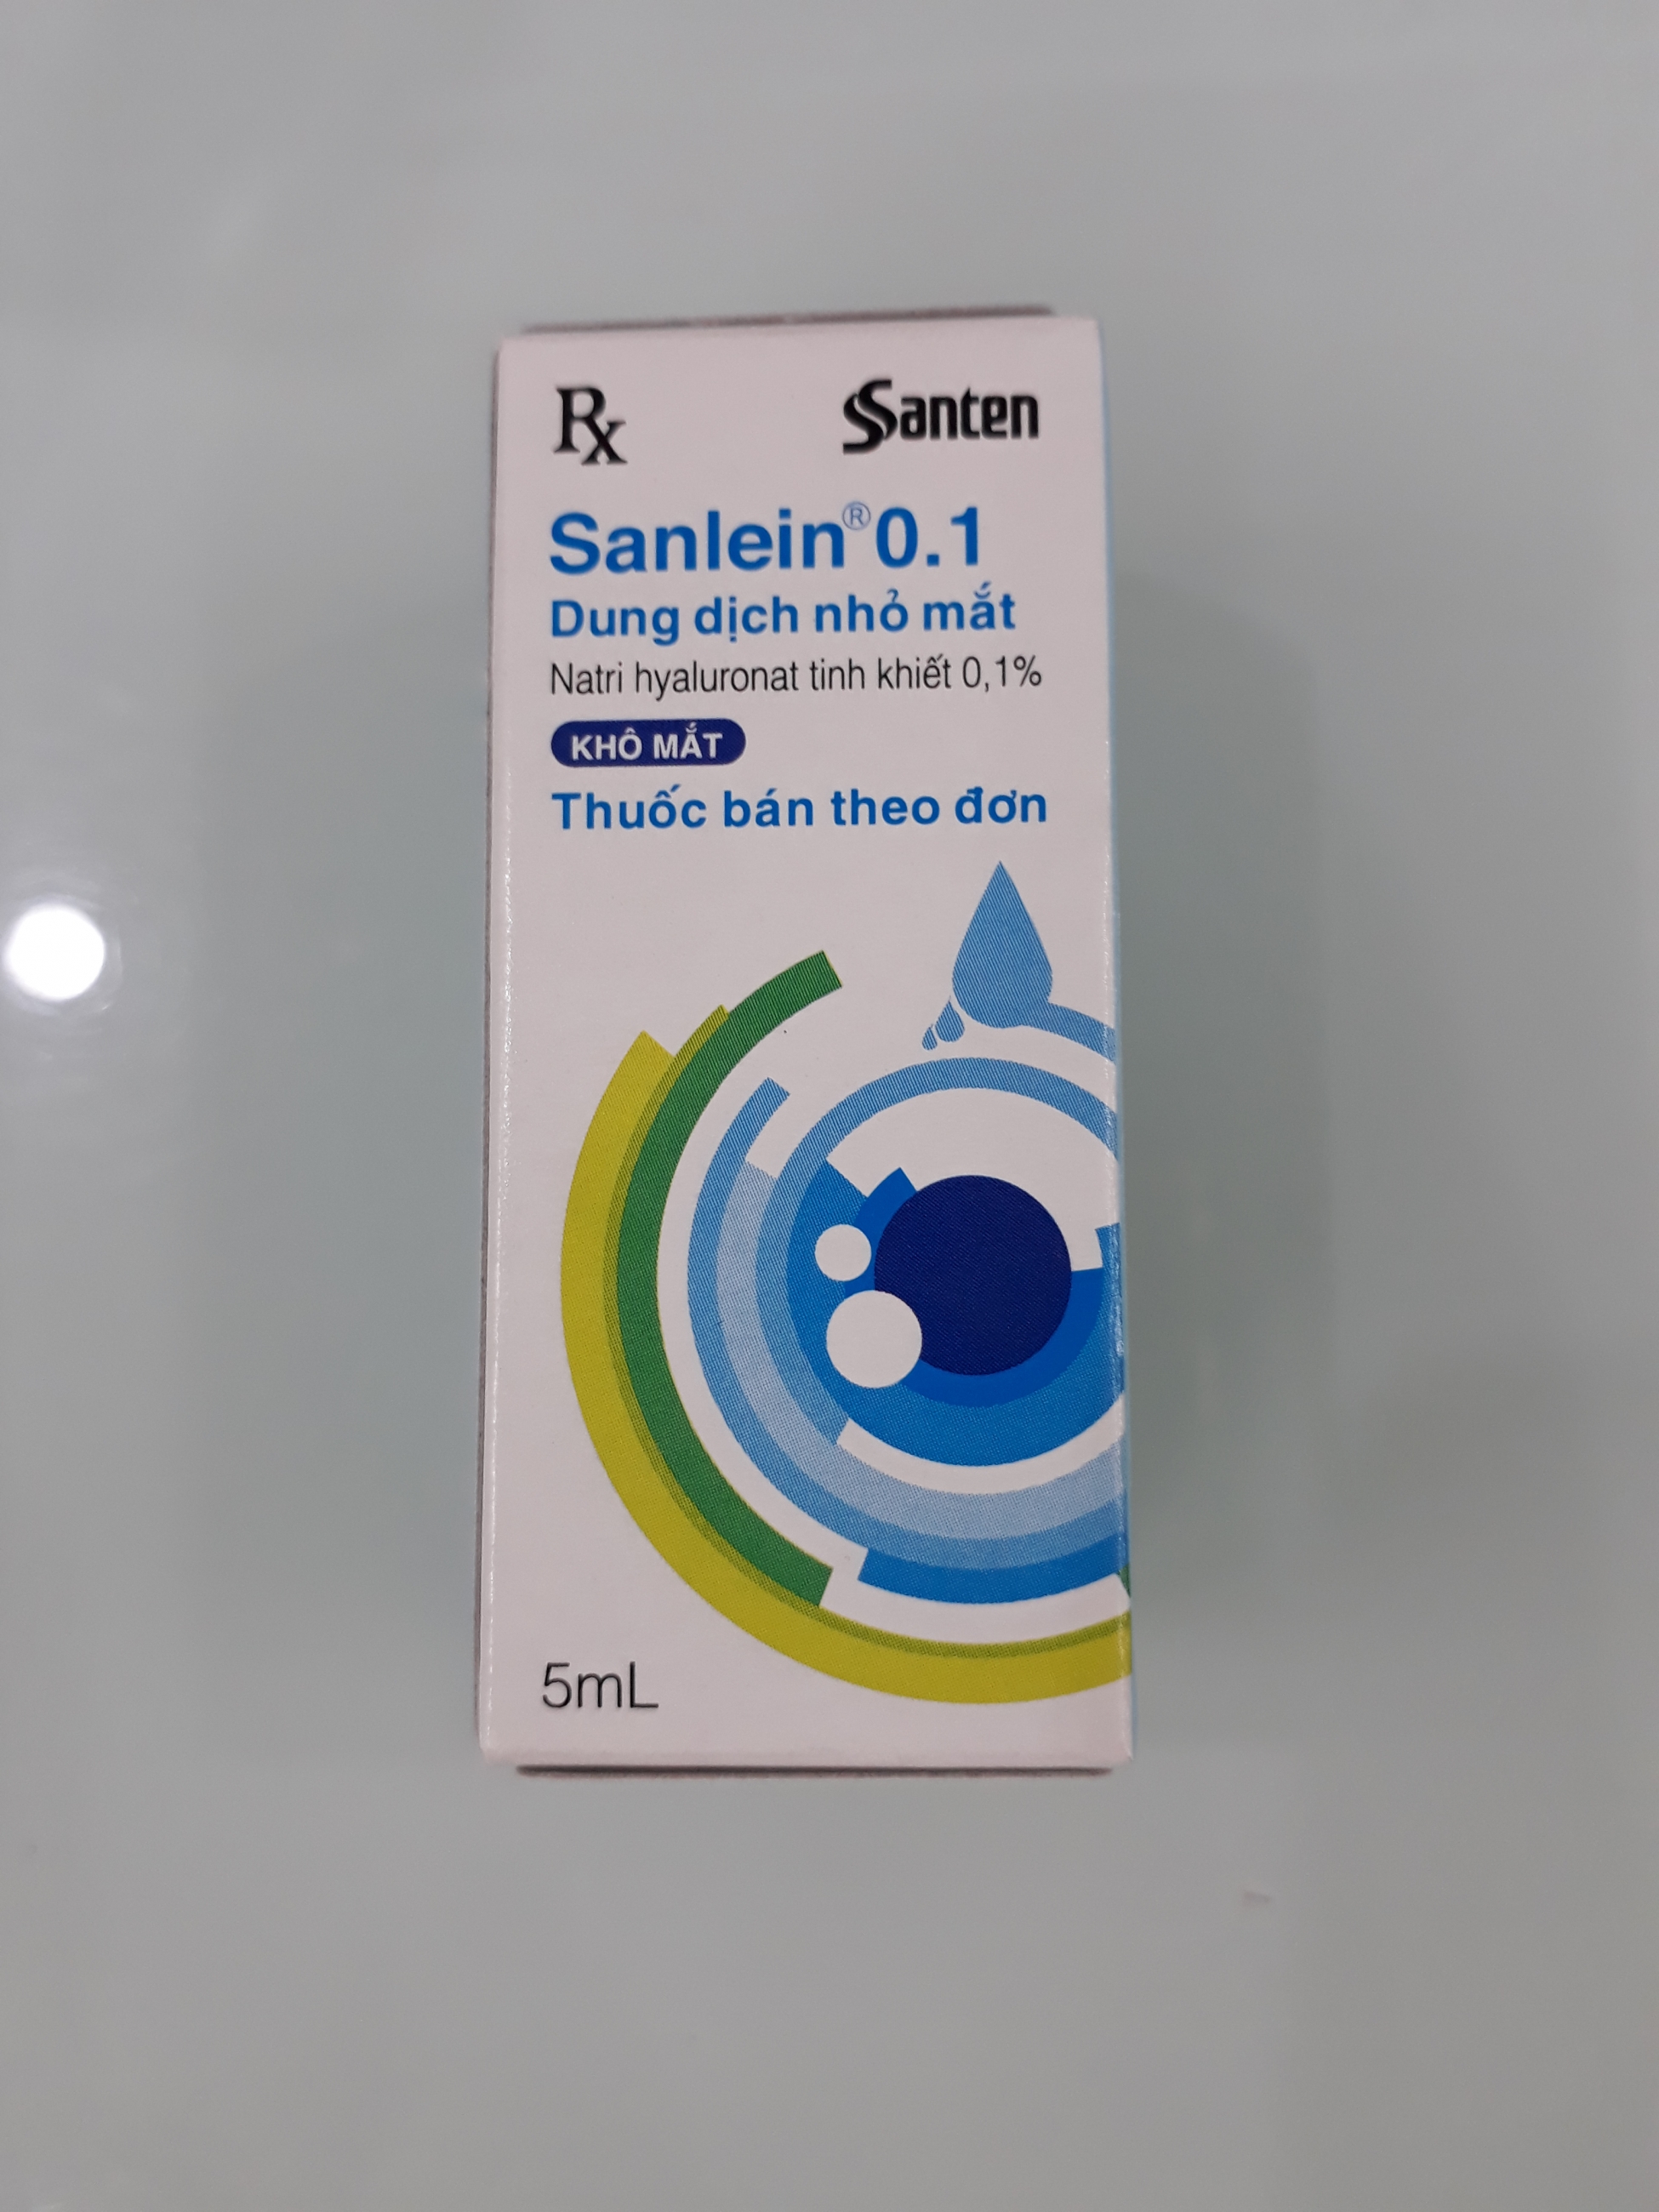 Rx
Santen
Sanlein® 0.1
Dung dịch nhỏ mắt
Natri hyaluronat tinh khiết 0,1%
KHÔ MẮT
Thuốc bán theo đơn
5mL